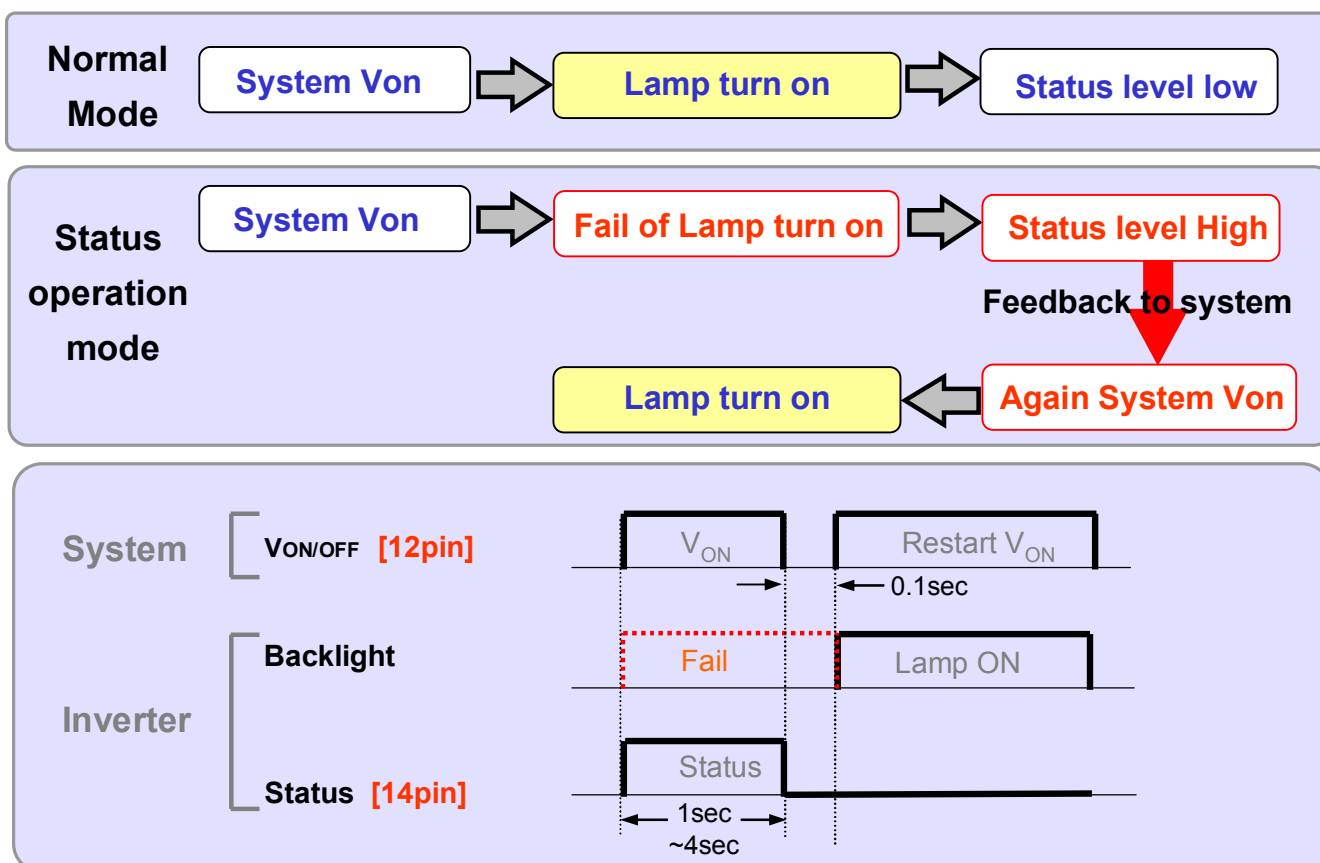 Normal
Mode
System Von
Lamp turn on
Status level low
Status
operation
mode
System Von
Fail of Lamp turn on
Status level High
Feedback to system
Lamp turn on
Again System Von
System
VON/OFF [12pin]
VON
Restart VON
0.1sec
Inverter
Backlight
Fail
Lamp ON
Status [14pin]
Status
1sec
~4sec